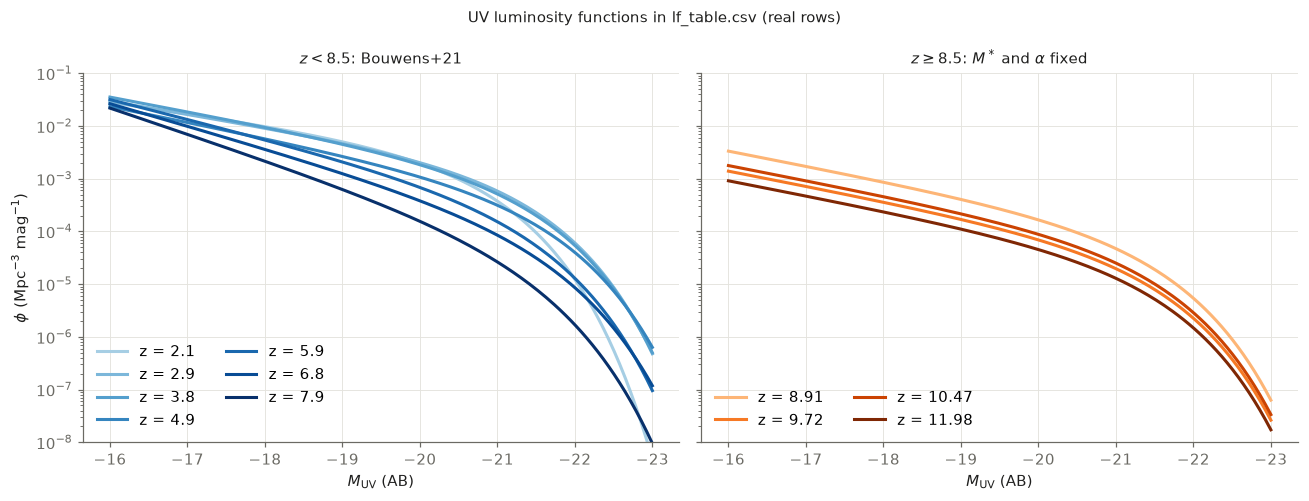 UV luminosity functions in lf_table.csv (real rows)
z < 8.5: Bouwens+21
z ≥ 8.5: M* and α fixed
10⁻¹
10⁻²
10⁻³
10⁻⁴
10⁻⁵
10⁻⁶
10⁻⁷
10⁻⁸
ϕ (Mpc⁻³ mag⁻¹)
z = 2.1
z = 2.9
z = 3.8
z = 4.9
z = 5.9
z = 6.8
z = 7.9
z = 8.91
z = 9.72
z = 10.47
z = 11.98
−16 −17 −18 −19 −20 −21 −22 −23
−16 −17 −18 −19 −20 −21 −22 −23
M_UV (AB)
M_UV (AB)